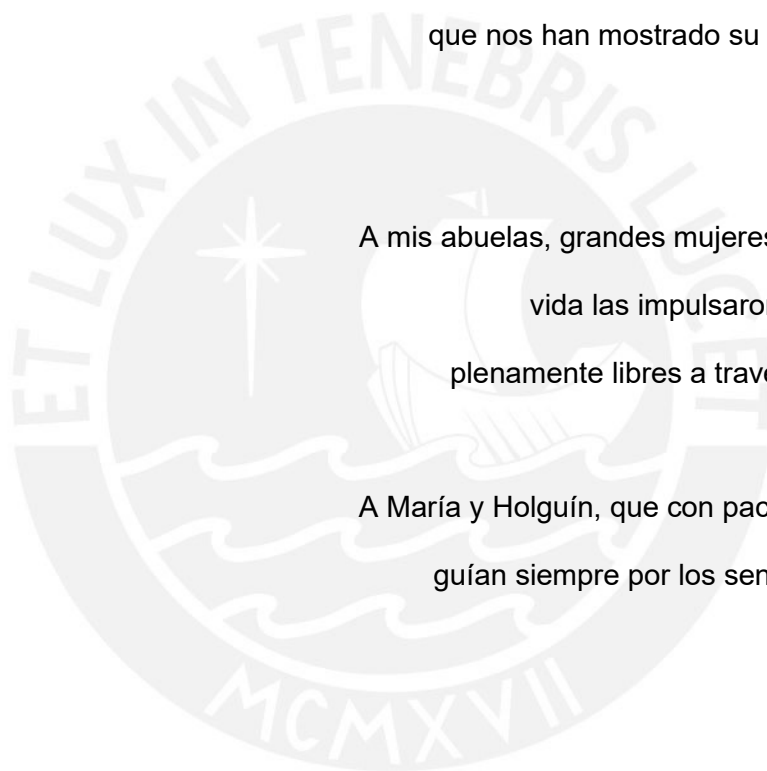 que nos han mostrado su
A mis abuelas, grandes mujeres
vida las impulsaron
plenamente libres a
A María y Holguín, que con
guían siempre por los
ET LUX IN TENEBRIS LUCET
MCMXVII